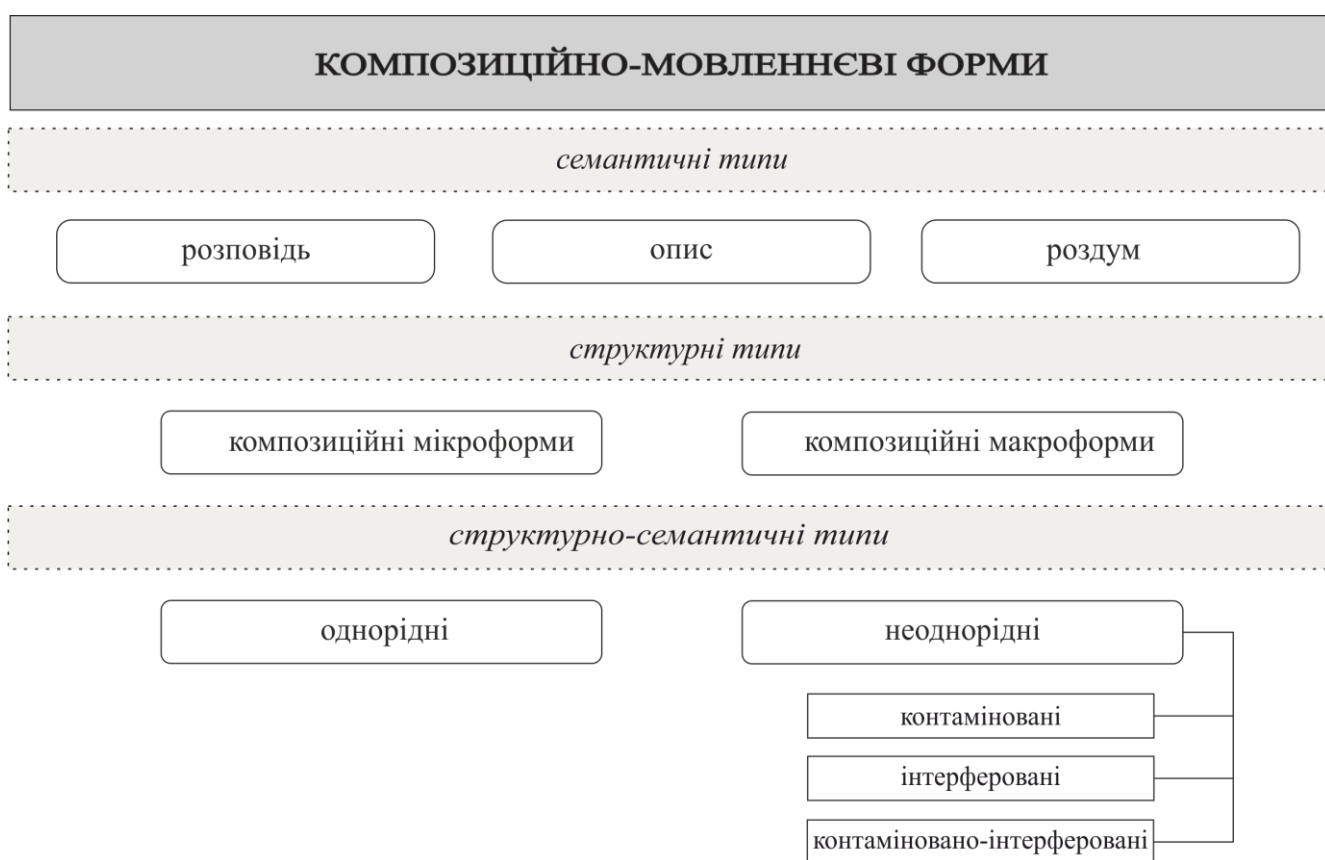 КОМПОЗИЦІЙНО-МОВЛЕННЄВІ ФОРМИ
семантичні типи
розповідь
опис
роздум
структурні типи
композиційні мікроформи
композиційні макроформи
структурно-семантичні типи
однорідні
неоднорідні
контаміновані
інтерферовані
контаміновано-інтерферовані